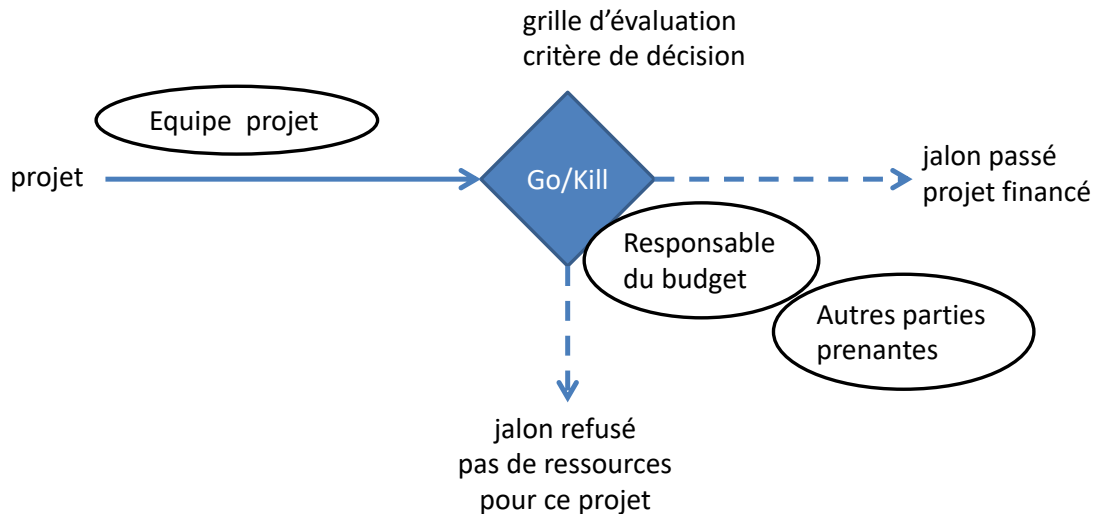 grille d’évaluation
critère de décision
Equipe projet
projet
Go/Kill
jalon passé
projet financé
Responsable
du budget
Autres parties
prenantes
jalon refusé
pas de ressources
pour ce projet